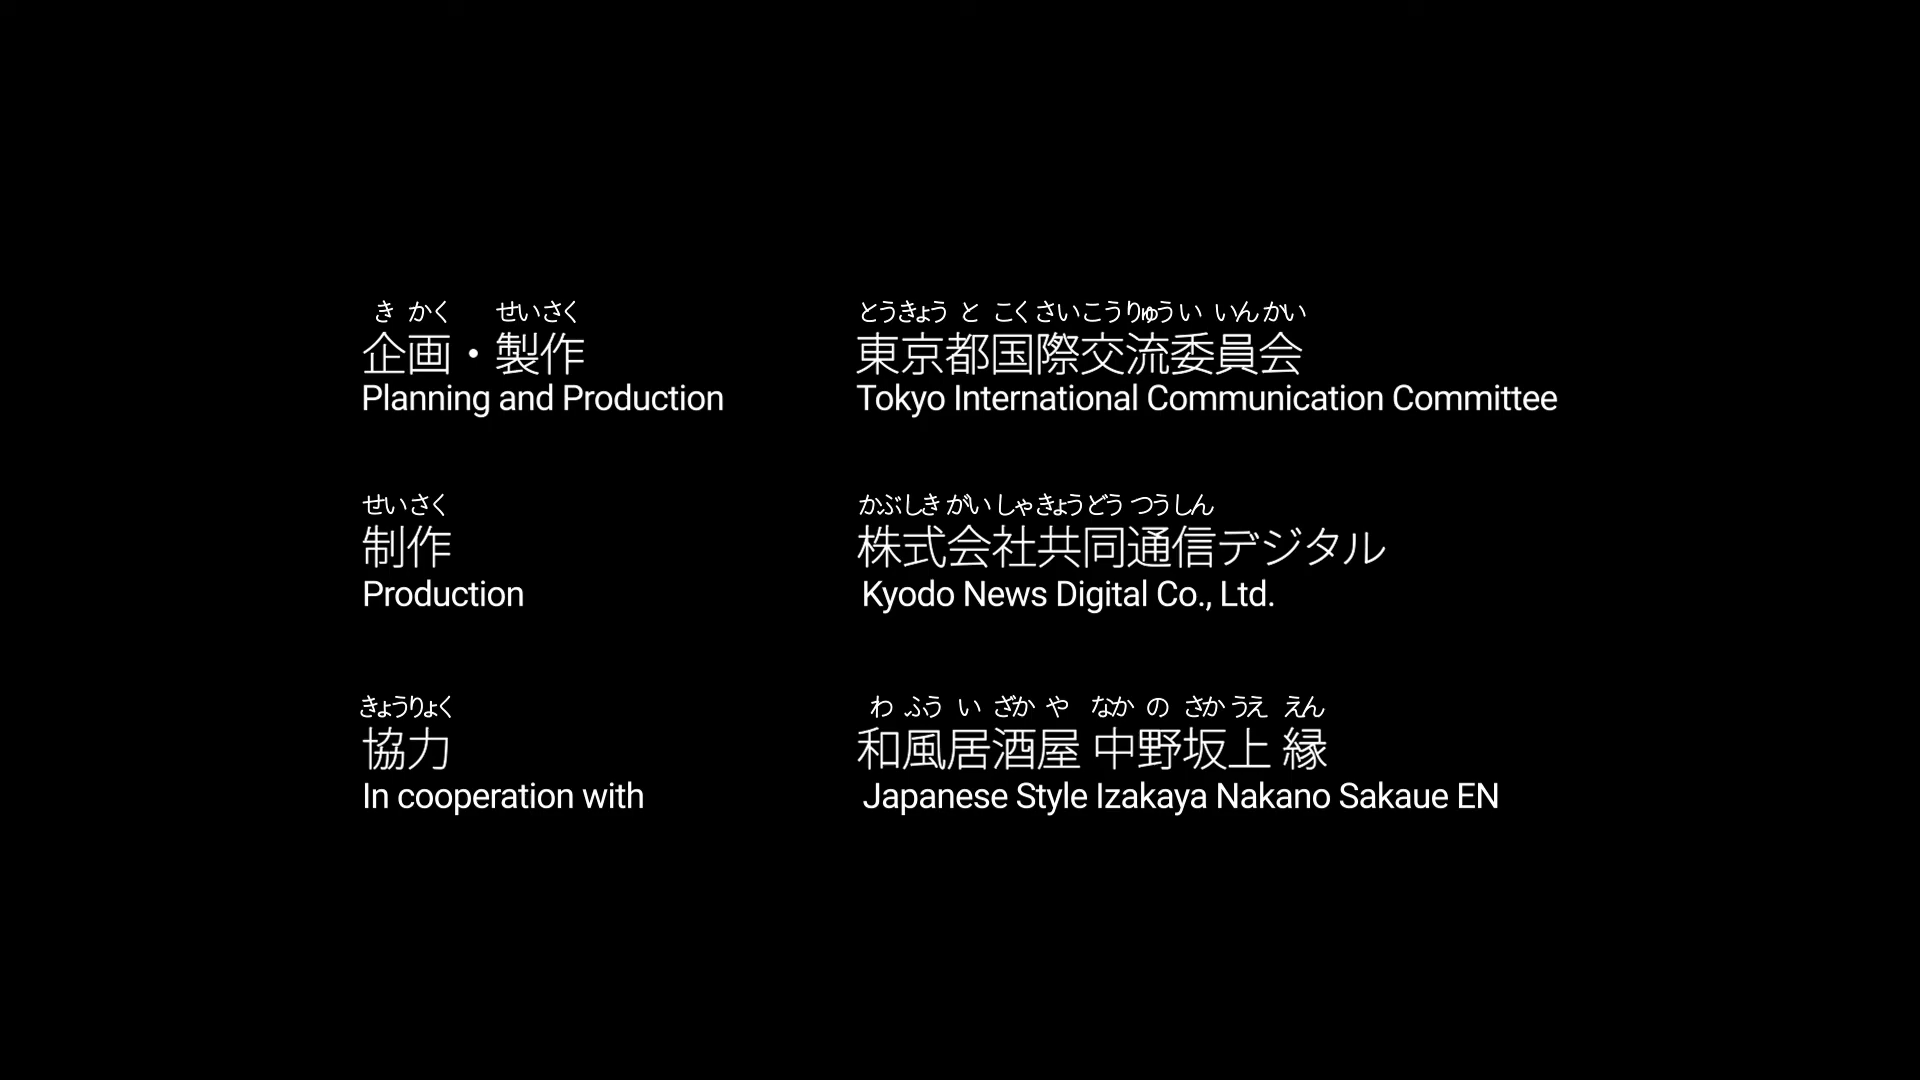 きかく せいさく
企画・製作
Planning and Production
とうきょうとこくさいこうりゅういいんかい
東京都国際交流委員会
Tokyo International Communication Committee
せいさく
制作
Production
かぶしきがいしゃきょうどうつうしん
株式会社共同通信デジタル
Kyodo News Digital Co., Ltd.
きょうりょく
協力
In cooperation with
わふういざかや なかのさかうえ えん
和風居酒屋 中野坂上 縁
Japanese Style Izakaya Nakano Sakaue EN